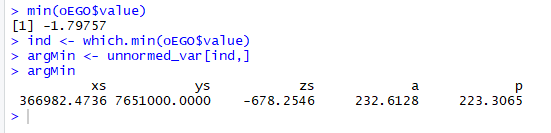 > min(oEGO$value)
[1] -1.79757
> ind <- which.min(oEGO$value)
> argMin <- unnormed_var[ind,]
> argMin
xs ys zs a p
366982.4736 7651000.0000 -678.2546 232.6128 223.3065
>